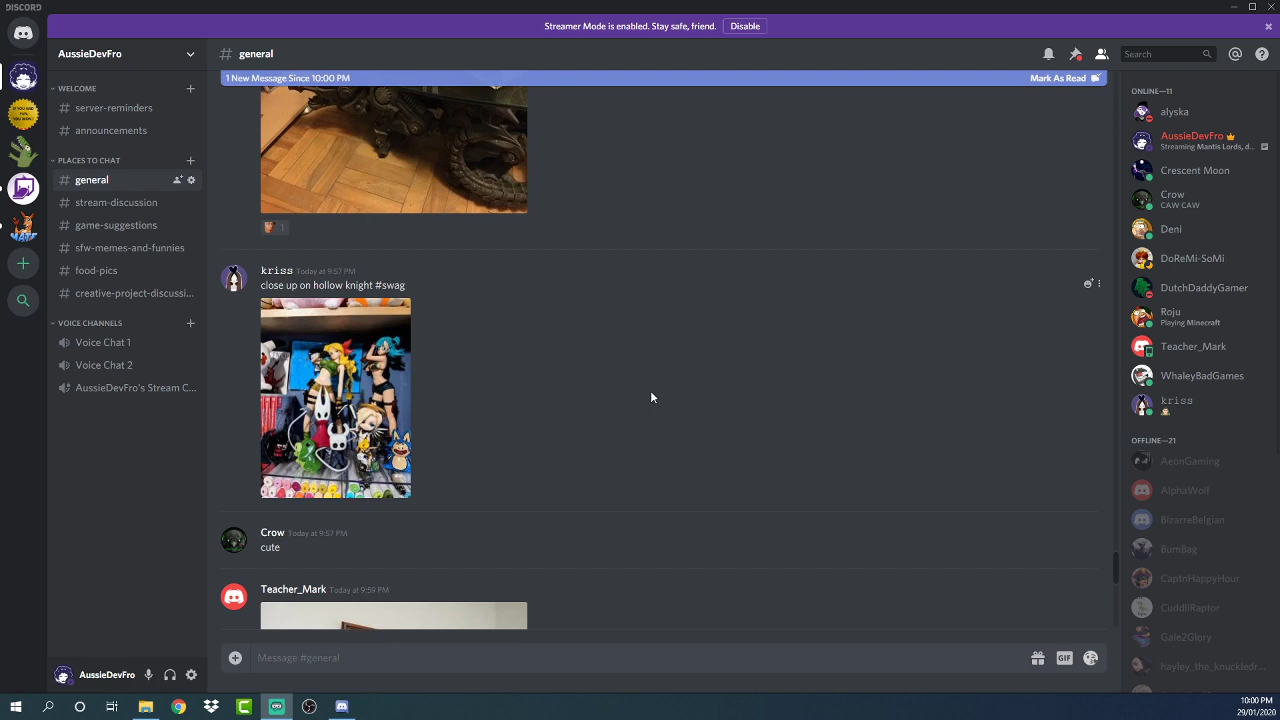 DISCORD
Streamer Mode is enabled. Stay safe, friend.
Disable
AussieDevFro
general
Search
1 New Message Since 10:00 PM
Mark As Read
WELCOME
server-reminders
announcements
PLACES TO CHAT
general
stream-discussion
game-suggestions
sfw-memes-and-funnies
food-pics
creative-project-discussi...
VOICE CHANNELS
Voice Chat 1
Voice Chat 2
AussieDevFro's Stream C...
AussieDevFro
1
kriss Today at 9:57 PM
close up on hollow knight #swag
Crow Today at 9:57 PM
cute
Teacher_Mark Today at 9:59 PM
Message #general
GIF
ONLINE—11
alyska
AussieDevFro
Streaming Mantis Lords, d...
Crescent Moon
Crow
CAW CAW
Deni
DoReMi-SoMi
DutchDaddyGamer
Roju
Playing Minecraft
Teacher_Mark
WhaleyBadGames
kriss
OFFLINE—21
AeonGaming
AlphaWolf
BizarreBelgian
BumBag
CaptnHappyHour
CuddliRaptor
Gale2Glory
hayley_the_knuckledr...
10:00 PM
29/01/2020